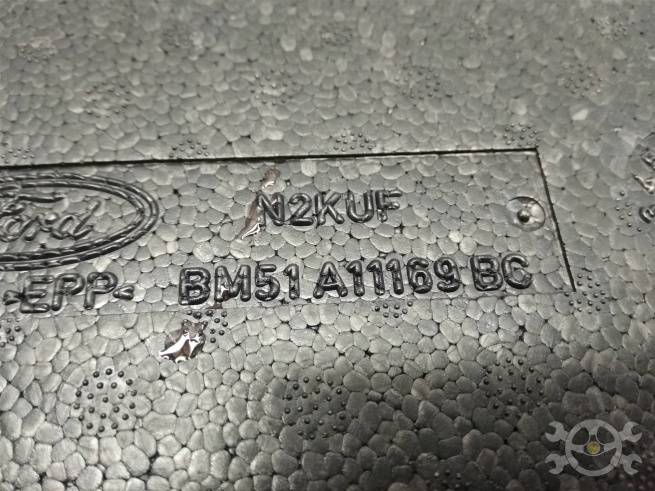 N2KUF
Ford
>EPP<
BM51 A11169 BC